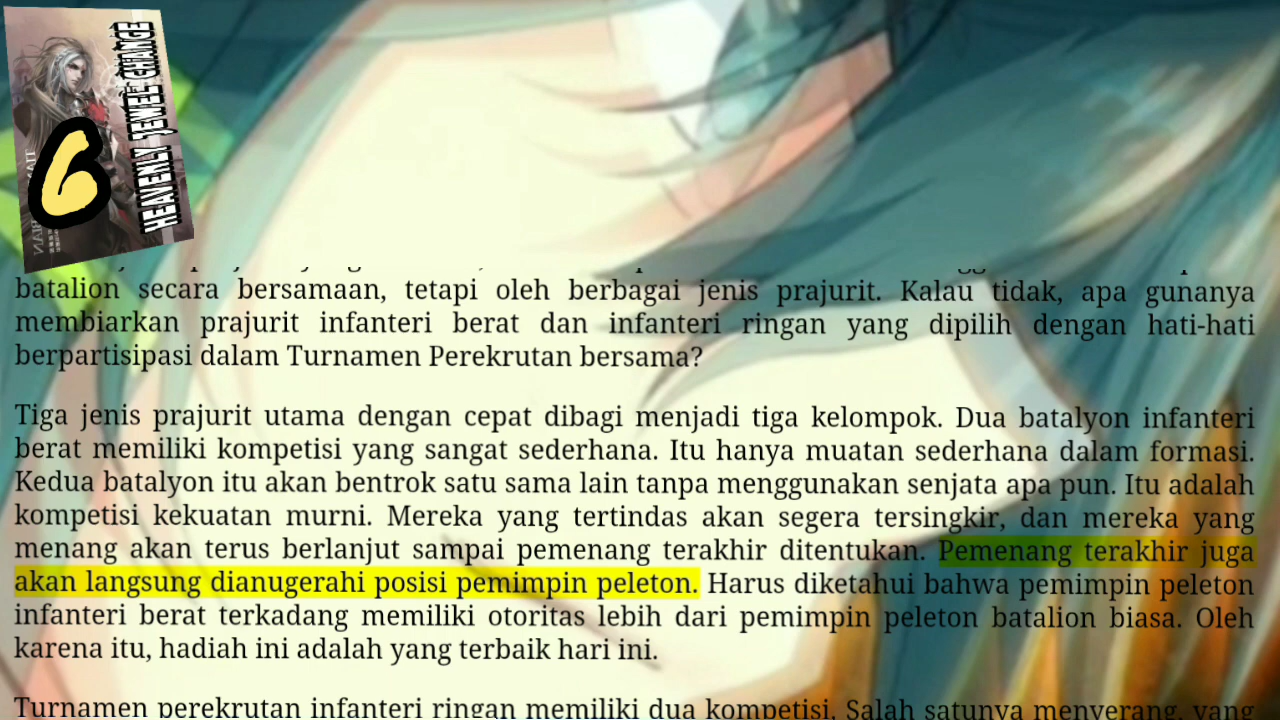 HEAVENLY JEWEL CHANGE
6
batalion secara bersamaan, tetapi oleh berbagai jenis prajurit. Kalau tidak, apa gunanya
membiarkan prajurit infanteri berat dan infanteri ringan yang dipilih dengan hati-hati
berpartisipasi dalam Turnamen Perekrutan bersama?
Tiga jenis prajurit utama dengan cepat dibagi menjadi tiga kelompok. Dua batalyon infanteri
berat memiliki kompetisi yang sangat sederhana. Itu hanya muatan sederhana dalam formasi.
Kedua batalyon itu akan bentrok satu sama lain tanpa menggunakan senjata apa pun. Itu adalah
kompetisi kekuatan murni. Mereka yang tertindas akan segera tersingkir, dan mereka yang
menang akan terus berlanjut sampai pemenang terakhir ditentukan. Pemenang terakhir juga
akan langsung dianugerahi posisi pemimpin peleton. Harus diketahui bahwa pemimpin peleton
infanteri berat terkadang memiliki otoritas lebih dari pemimpin peleton batalion biasa. Oleh
karena itu, hadiah ini adalah yang terbaik hari ini.
Turnamen perekrutan infanteri ringan memiliki dua kompetisi. Salah satunya menyerang, yang